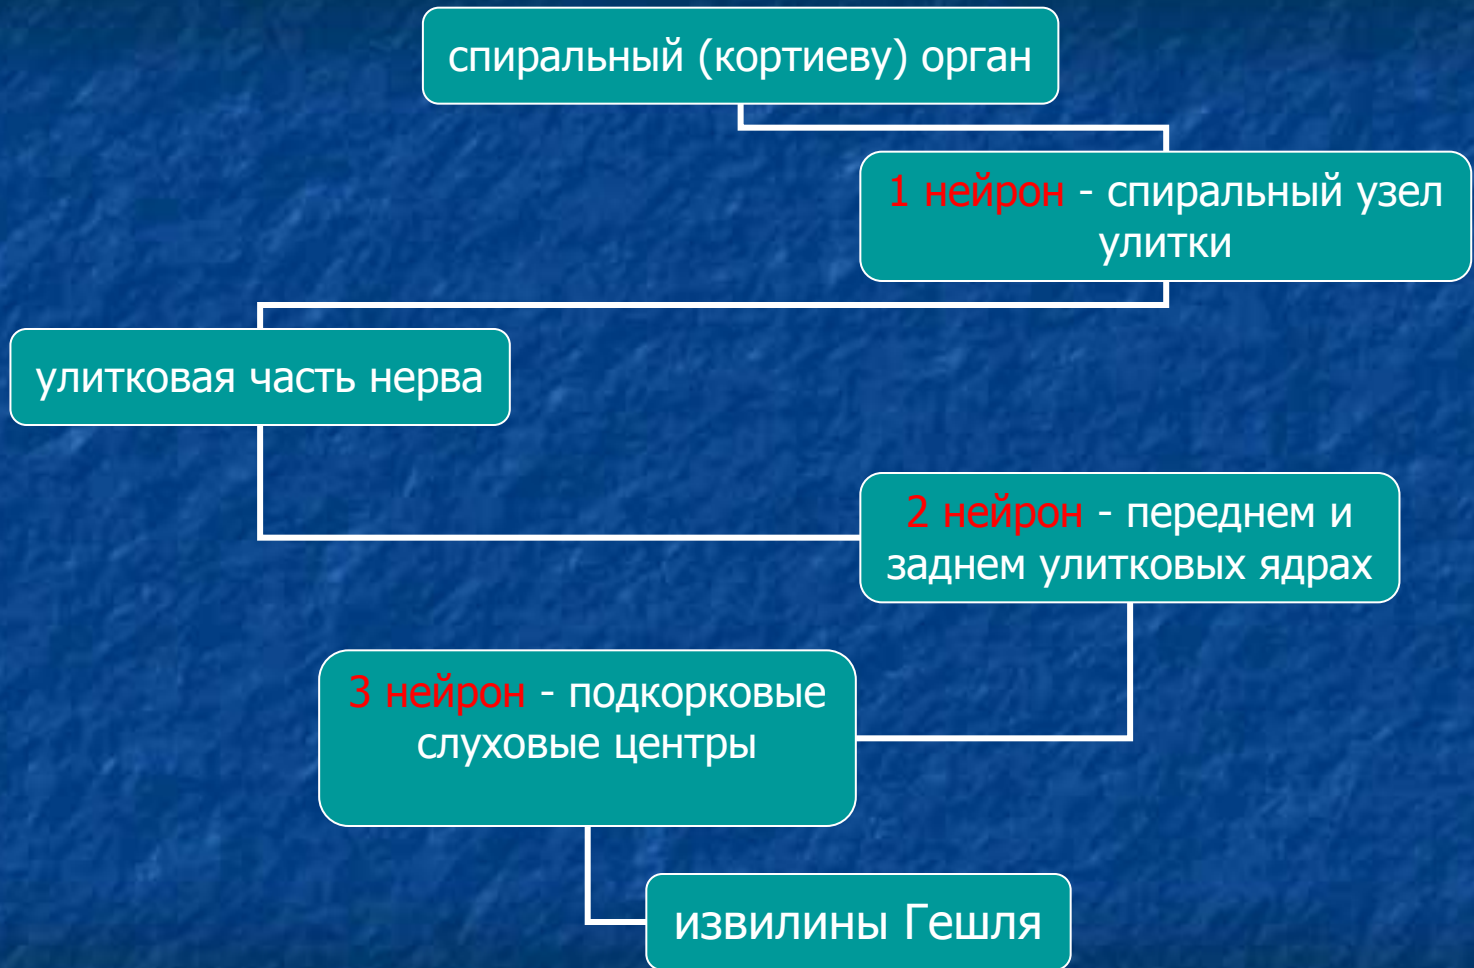 спиральный (кортиеву) орган
1 нейрон - спиральный узел
улитки
улитковая часть нерва
2 нейрон - переднем и
заднем улитковых ядрах
3 нейрон - подкорковые
слуховые центры
извилины Гешля